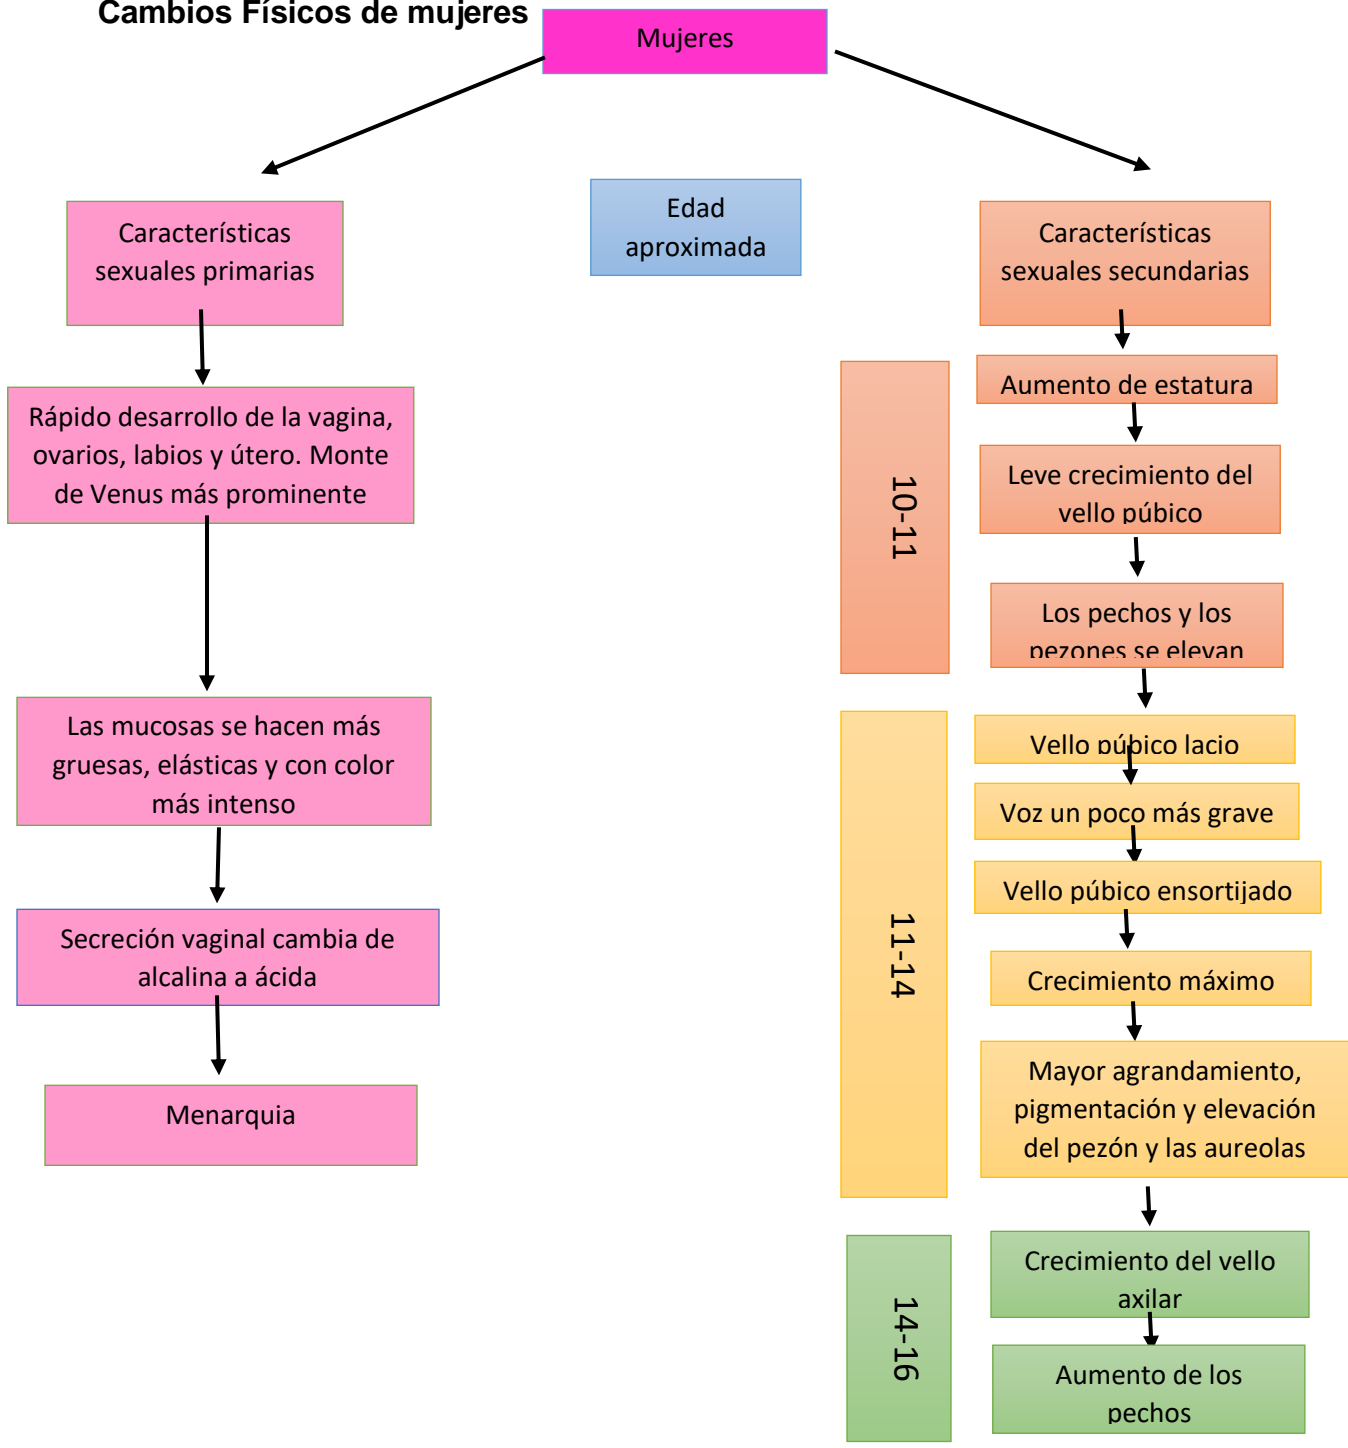 Cambios Físicos de mujeres
Mujeres
Características
sexuales primarias
Rápido desarrollo de la vagina,
ovarios, labios y útero. Monte
de Venus más prominente
Las mucosas se hacen más
gruesas, elásticas y con color
más intenso
Secreción vaginal cambia de
alcalina a ácida
Menarquia
Edad
aproximada
Características
sexuales secundarias
10-11
Aumento de estatura
Leve crecimiento del
vello púbico
Los pechos y los
pezones se elevan
11-14
Vello púbico lacio
Voz un poco más grave
Vello púbico ensortijado
Crecimiento máximo
Mayor agrandamiento,
pigmentación y elevación
del pezón y las aureolas
14-16
Crecimiento del vello
axilar
Aumento de los
pechos